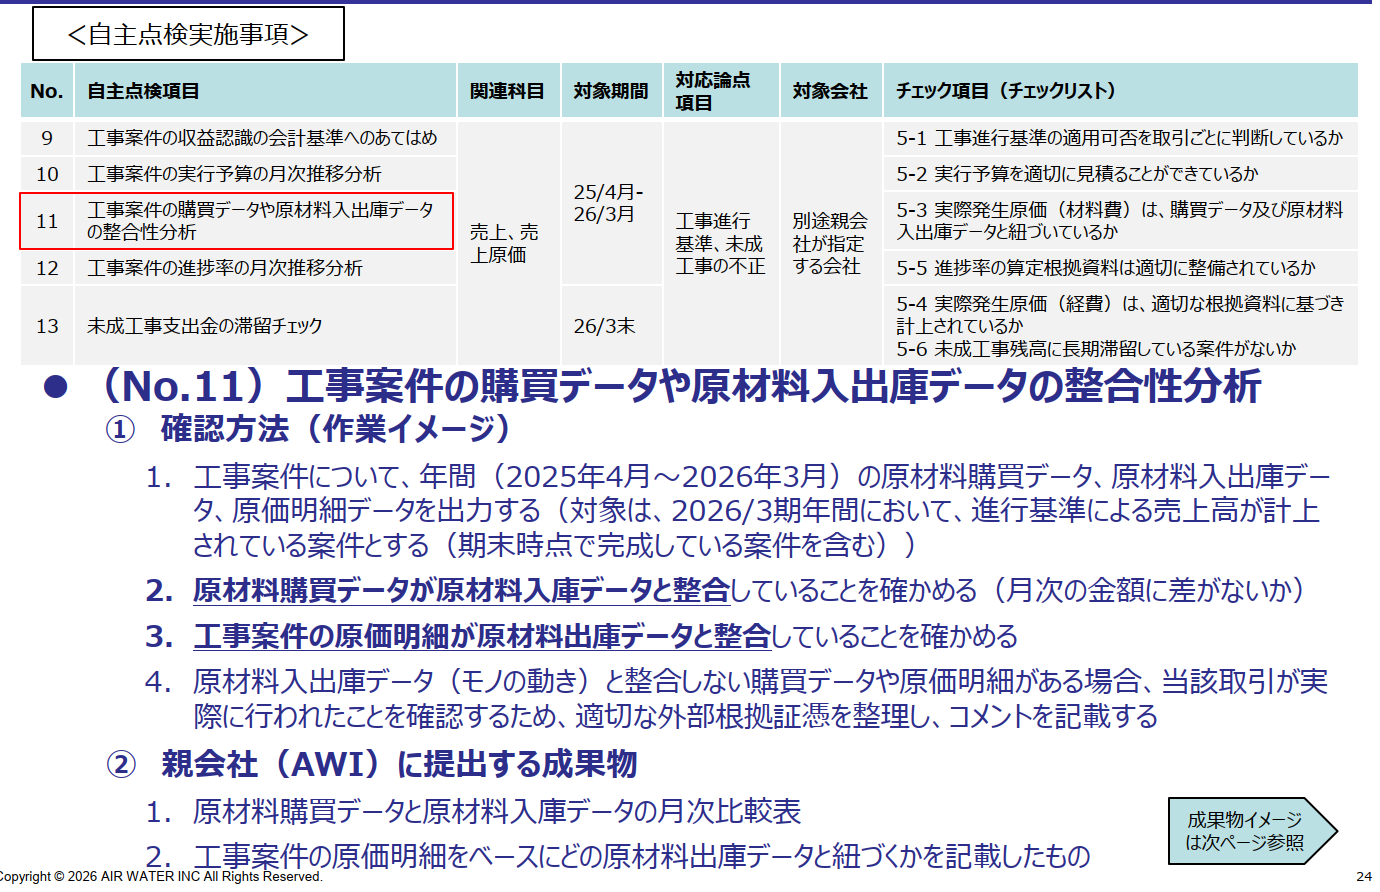 ＜自主点検実施事項＞
No. 自主点検項目 関連科目 対象期間 対応論点項目 対象会社 チェック項目（チェックリスト）
9 工事案件の収益認識の会計基準へのあてはめ
5-1 工事進行基準の適用可否を取引ごとに判断しているか
10 工事案件の実行予算の月次推移分析
5-2 実行予算を適切に見積ることができているか
25/4月-
26/3月
11 工事案件の購買データや原材料入出庫データ
の整合性分析
5-3 実際発生原価（材料費）は、購買データ及び原材料
入出庫データと紐づいているか
売上、売
上原価
工事進行
基準、未成
工事の不正
別途親会
社が指定
する会社
12 工事案件の進捗率の月次推移分析
5-5 進捗率の算定根拠資料は適切に整備されているか
13 未成工事支出金の滞留チェック
26/3末
5-4 実際発生原価（経費）は、適切な根拠資料に基づき
計上されているか
5-6 未成工事残高に長期滞留している案件がないか
● （No.11）工事案件の購買データや原材料入出庫データの整合性分析
① 確認方法（作業イメージ）
1. 工事案件について、年間（2025年4月～2026年3月）の原材料購買データ、原材料入出庫デー
タ、原価明細データを出力する（対象は、2026/3期年間において、進行基準による売上高が計上
されている案件とする（期末時点で完成している案件を含む））
2. 原材料購買データが原材料入庫データと整合していることを確かめる（月次の金額に差がないか）
3. 工事案件の原価明細が原材料出庫データと整合していることを確かめる
4. 原材料入出庫データ（モノの動き）と整合しない購買データや原価明細がある場合、当該取引が実
際に行われたことを確認するため、適切な外部根拠証憑を整理し、コメントを記載する
② 親会社（AWI）に提出する成果物
1. 原材料購買データと原材料入庫データの月次比較表
2. 工事案件の原価明細をベースにどの原材料出庫データと紐づくかを記載したもの
成果物イメージ
は次ページ参照
opyright © 2026 AIR WATER INC All Rights Reserved.
24